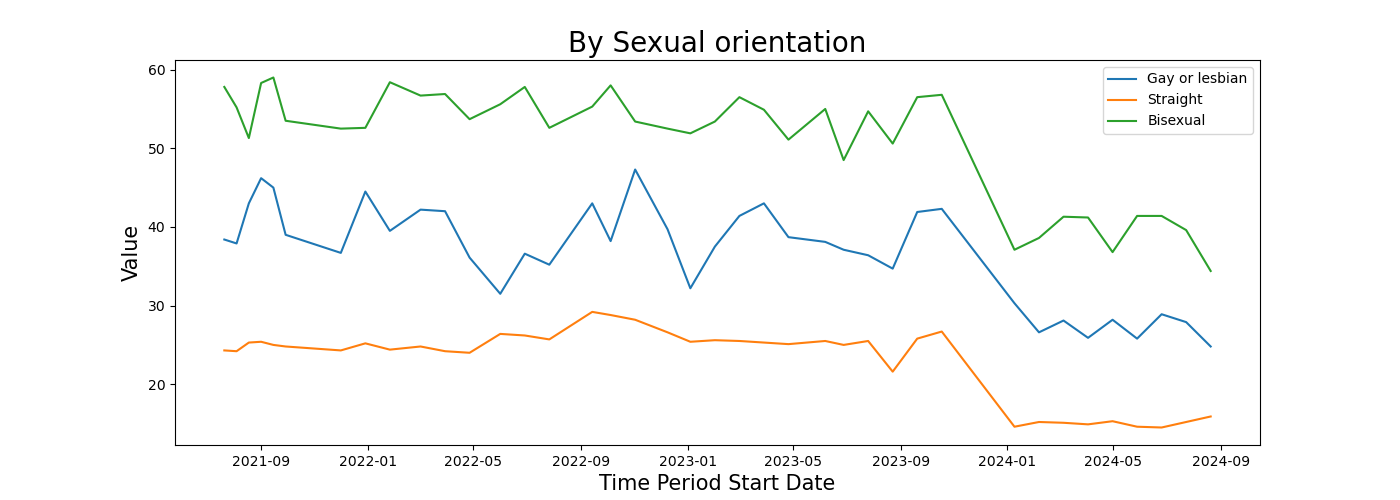 By Sexual orientation
Gay or lesbian
Straight
Bisexual
Value
60
50
40
30
20
2021-09 2022-01 2022-05 2022-09 2023-01 2023-05 2023-09 2024-01 2024-05 2024-09
Time Period Start Date